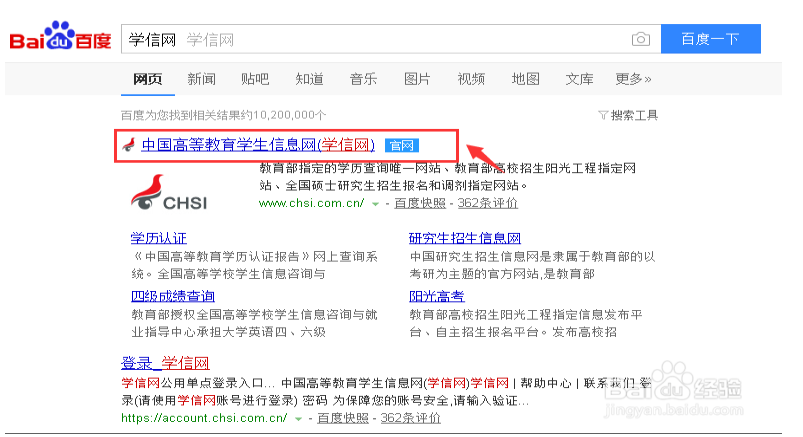 Bai du 百度 学信网 学信网 百度一下
网页 新闻 贴吧 知道 音乐 图片 视频 地图 文库 更多»
百度为您找到相关结果约10,200,000个 搜索工具
中国高等教育学生信息网(学信网) 官网
教育部指定的学历查询唯一网站、教育部高校招生阳光工程指定网
站、全国硕士研究生招生报名和调剂指定网站。
CHSI
www.chsi.com.cn/ - 百度快照 - 362条评价
学历认证
《中国高等教育学历认证报告》网上查询系
统。全国高等学校学生信息咨询与
研究生招生信息网
中国研究生招生信息网是隶属于教育部的以
考研为主题的官方网站,是教育部
四级成绩查询
教育部授权全国高等学校学生信息咨询与就
业指导中心承担大学英语四、六级
阳光高考
教育部高校招生阳光工程指定信息发布平
台、自主招生报名平台。发布高校招
登录_学信网
学信网公用单点登录入口... 中国高等教育学生信息网(学信网)学信网 | 帮助中心 | 联系我们 登
录(请使用学信网账号进行登录) 密码 为保障您的账号安全,请输入验证...
https://account.chsi.com.cn/ - 百度快照 - 362条评价
Bai du 经验
jingyan.baidu.com